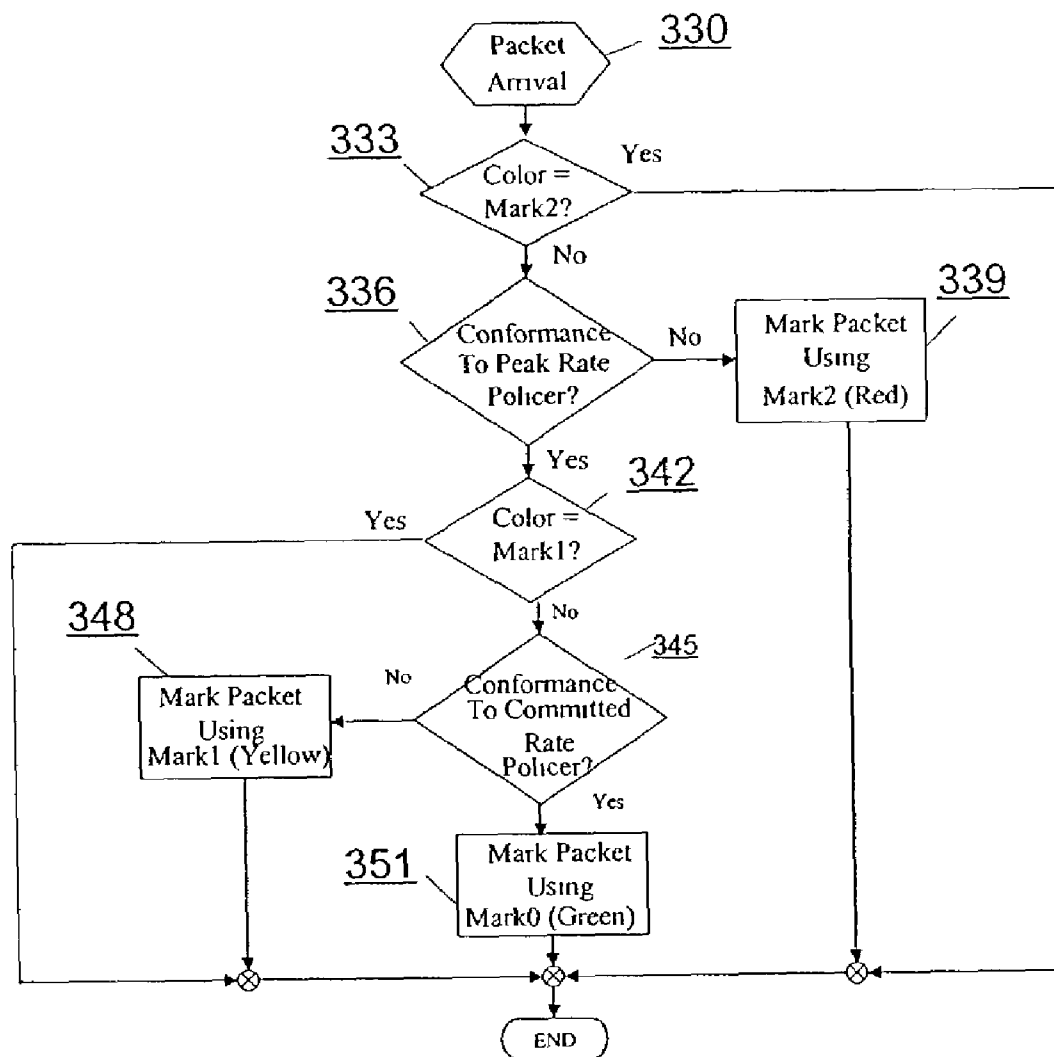 Packet
Arrival
330
333
Color =
Mark2?
Yes
No
336
Conformance
To Peak Rate
Policer?
No
339
Mark Packet
Using
Mark2 (Red)
Yes
342
Yes
Color =
Mark1?
No
348
345
No
Conformance
To Committed
Rate
Policer?
Mark Packet
Using
Mark1 (Yellow)
Yes
351
Mark Packet
Using
Mark0 (Green)
END